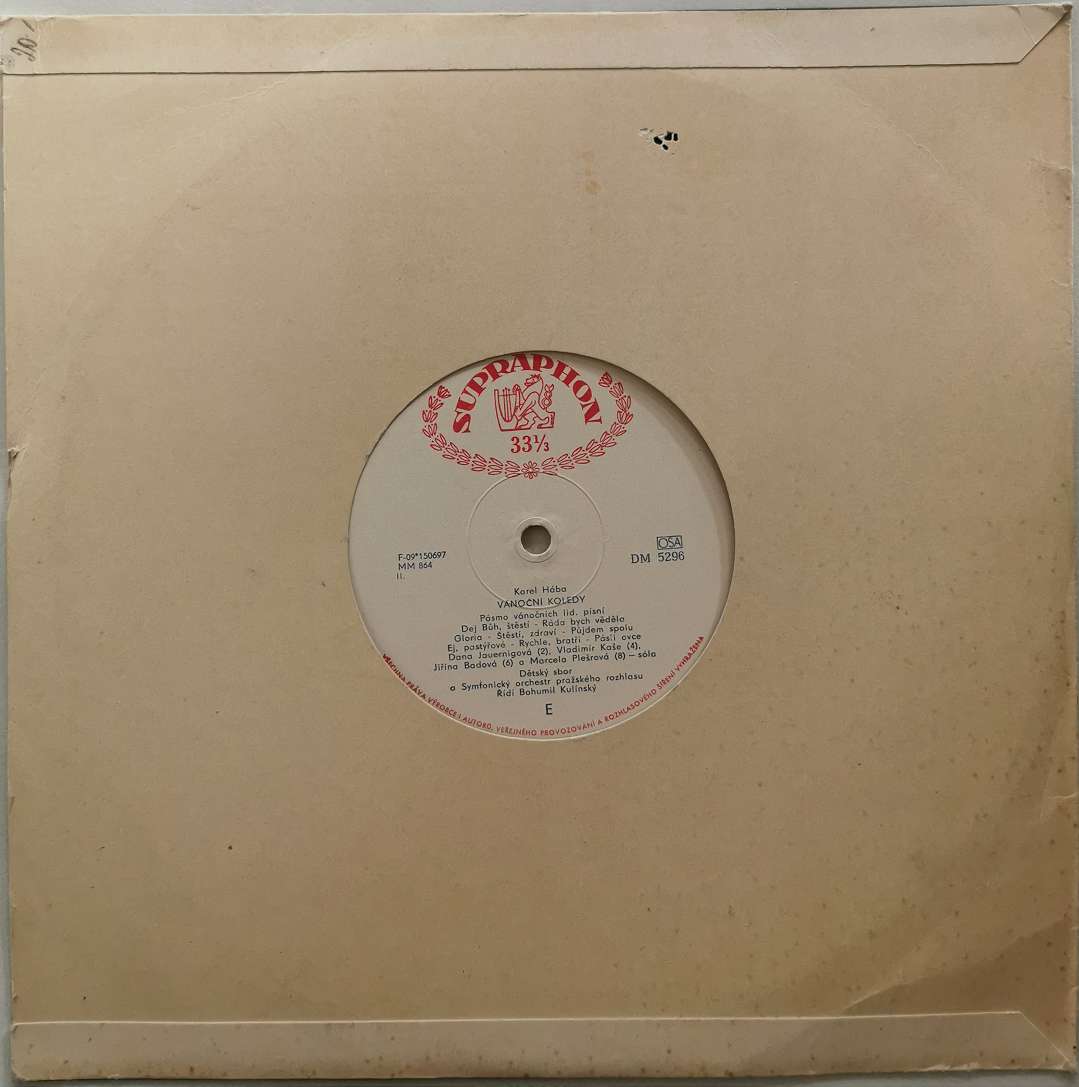 20
SUPRAPHON
33⅓
OSA
F-09*150697
DM 5296
MM 864
II.
Karel Hába
VÁNOČNÍ KOLEDY
Pásmo vánočních lid. písní
Dej Bůh, štěstí - Ráda bych věděla
Gloria - Štěstí, zdraví - Půjdem spolu
Ej, pastýřové - Rychle, bratři - Pásli ovce
Dana Jauernigová (2), Vladimír Kaše (4),
Jiřina Badová (6) a Marcela Plešrová (8) — sóla
Dětský sbor
a Symfonický orchestr pražského rozhlasu
Řídí Bohumil Kulínský
E
VŠECHNA PRÁVA VÝROBCE I AUTORŮ, VEŘEJNÉHO PROVOZOVÁNÍ A ROZHLASOVÉHO ŠÍŘENÍ VYHRAŽENA